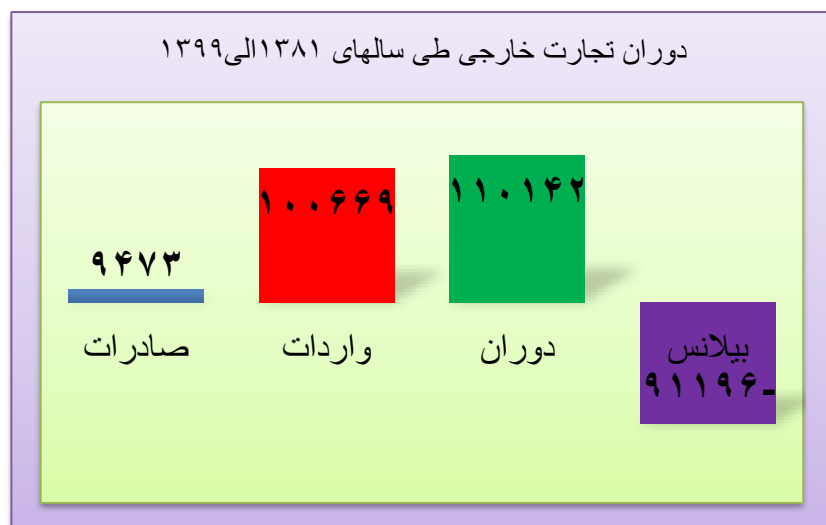 دوران تجارت خارجی طی سالهای ۱۳۸۱الی۱۳۹۹
۱۱۰۱۴۲
۱۰۰۶۶۹
۹۴۷۳
بیلانس
دوران
واردات
صادرات
-۹۱۱۹۶